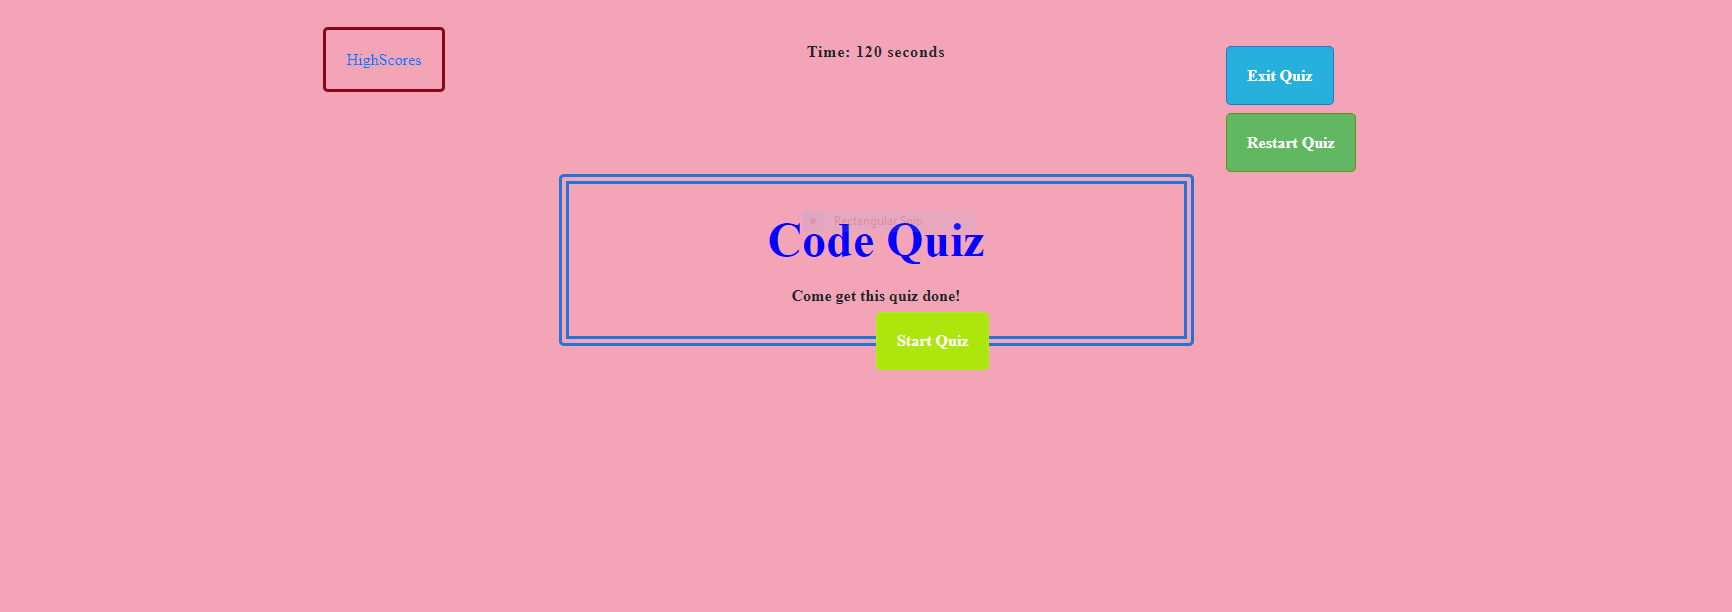 HighScores
Time: 120 seconds
Exit Quiz
Restart Quiz
Rectangular Snip
Code Quiz
Come get this quiz done!
Start Quiz